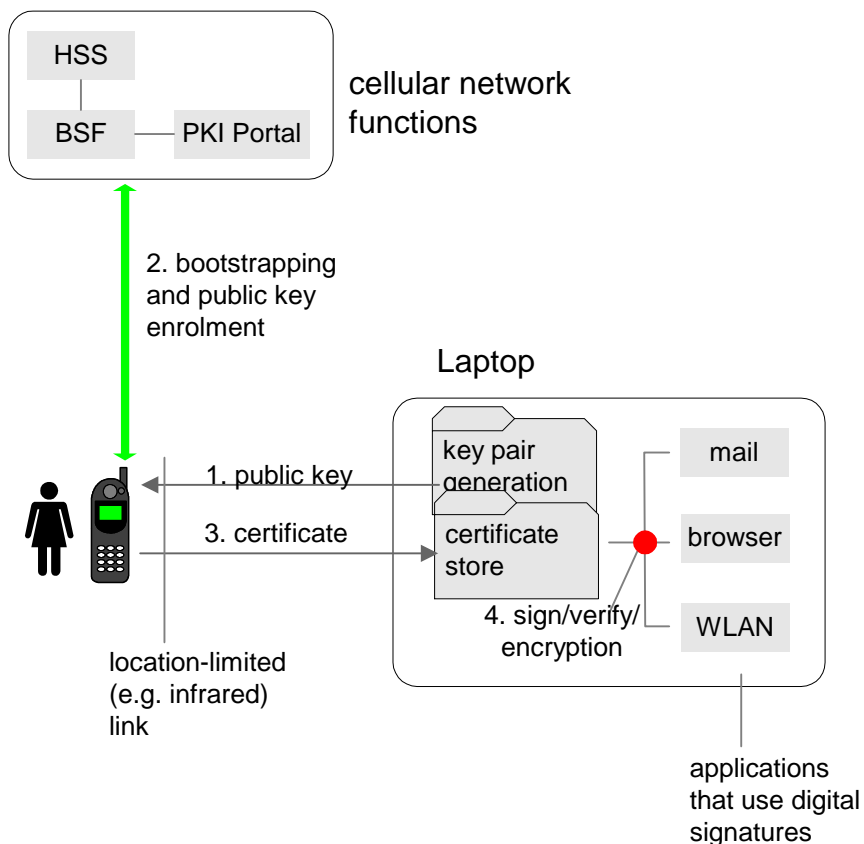 HSS
BSF
PKI Portal
cellular network
functions
2. bootstrapping
and public key
enrolment
Laptop
key pair
generation
mail
1. public key
3. certificate
certificate
store
browser
4. sign/verify/
encryption
WLAN
location-limited
(e.g. infrared)
link
applications
that use digital
signatures